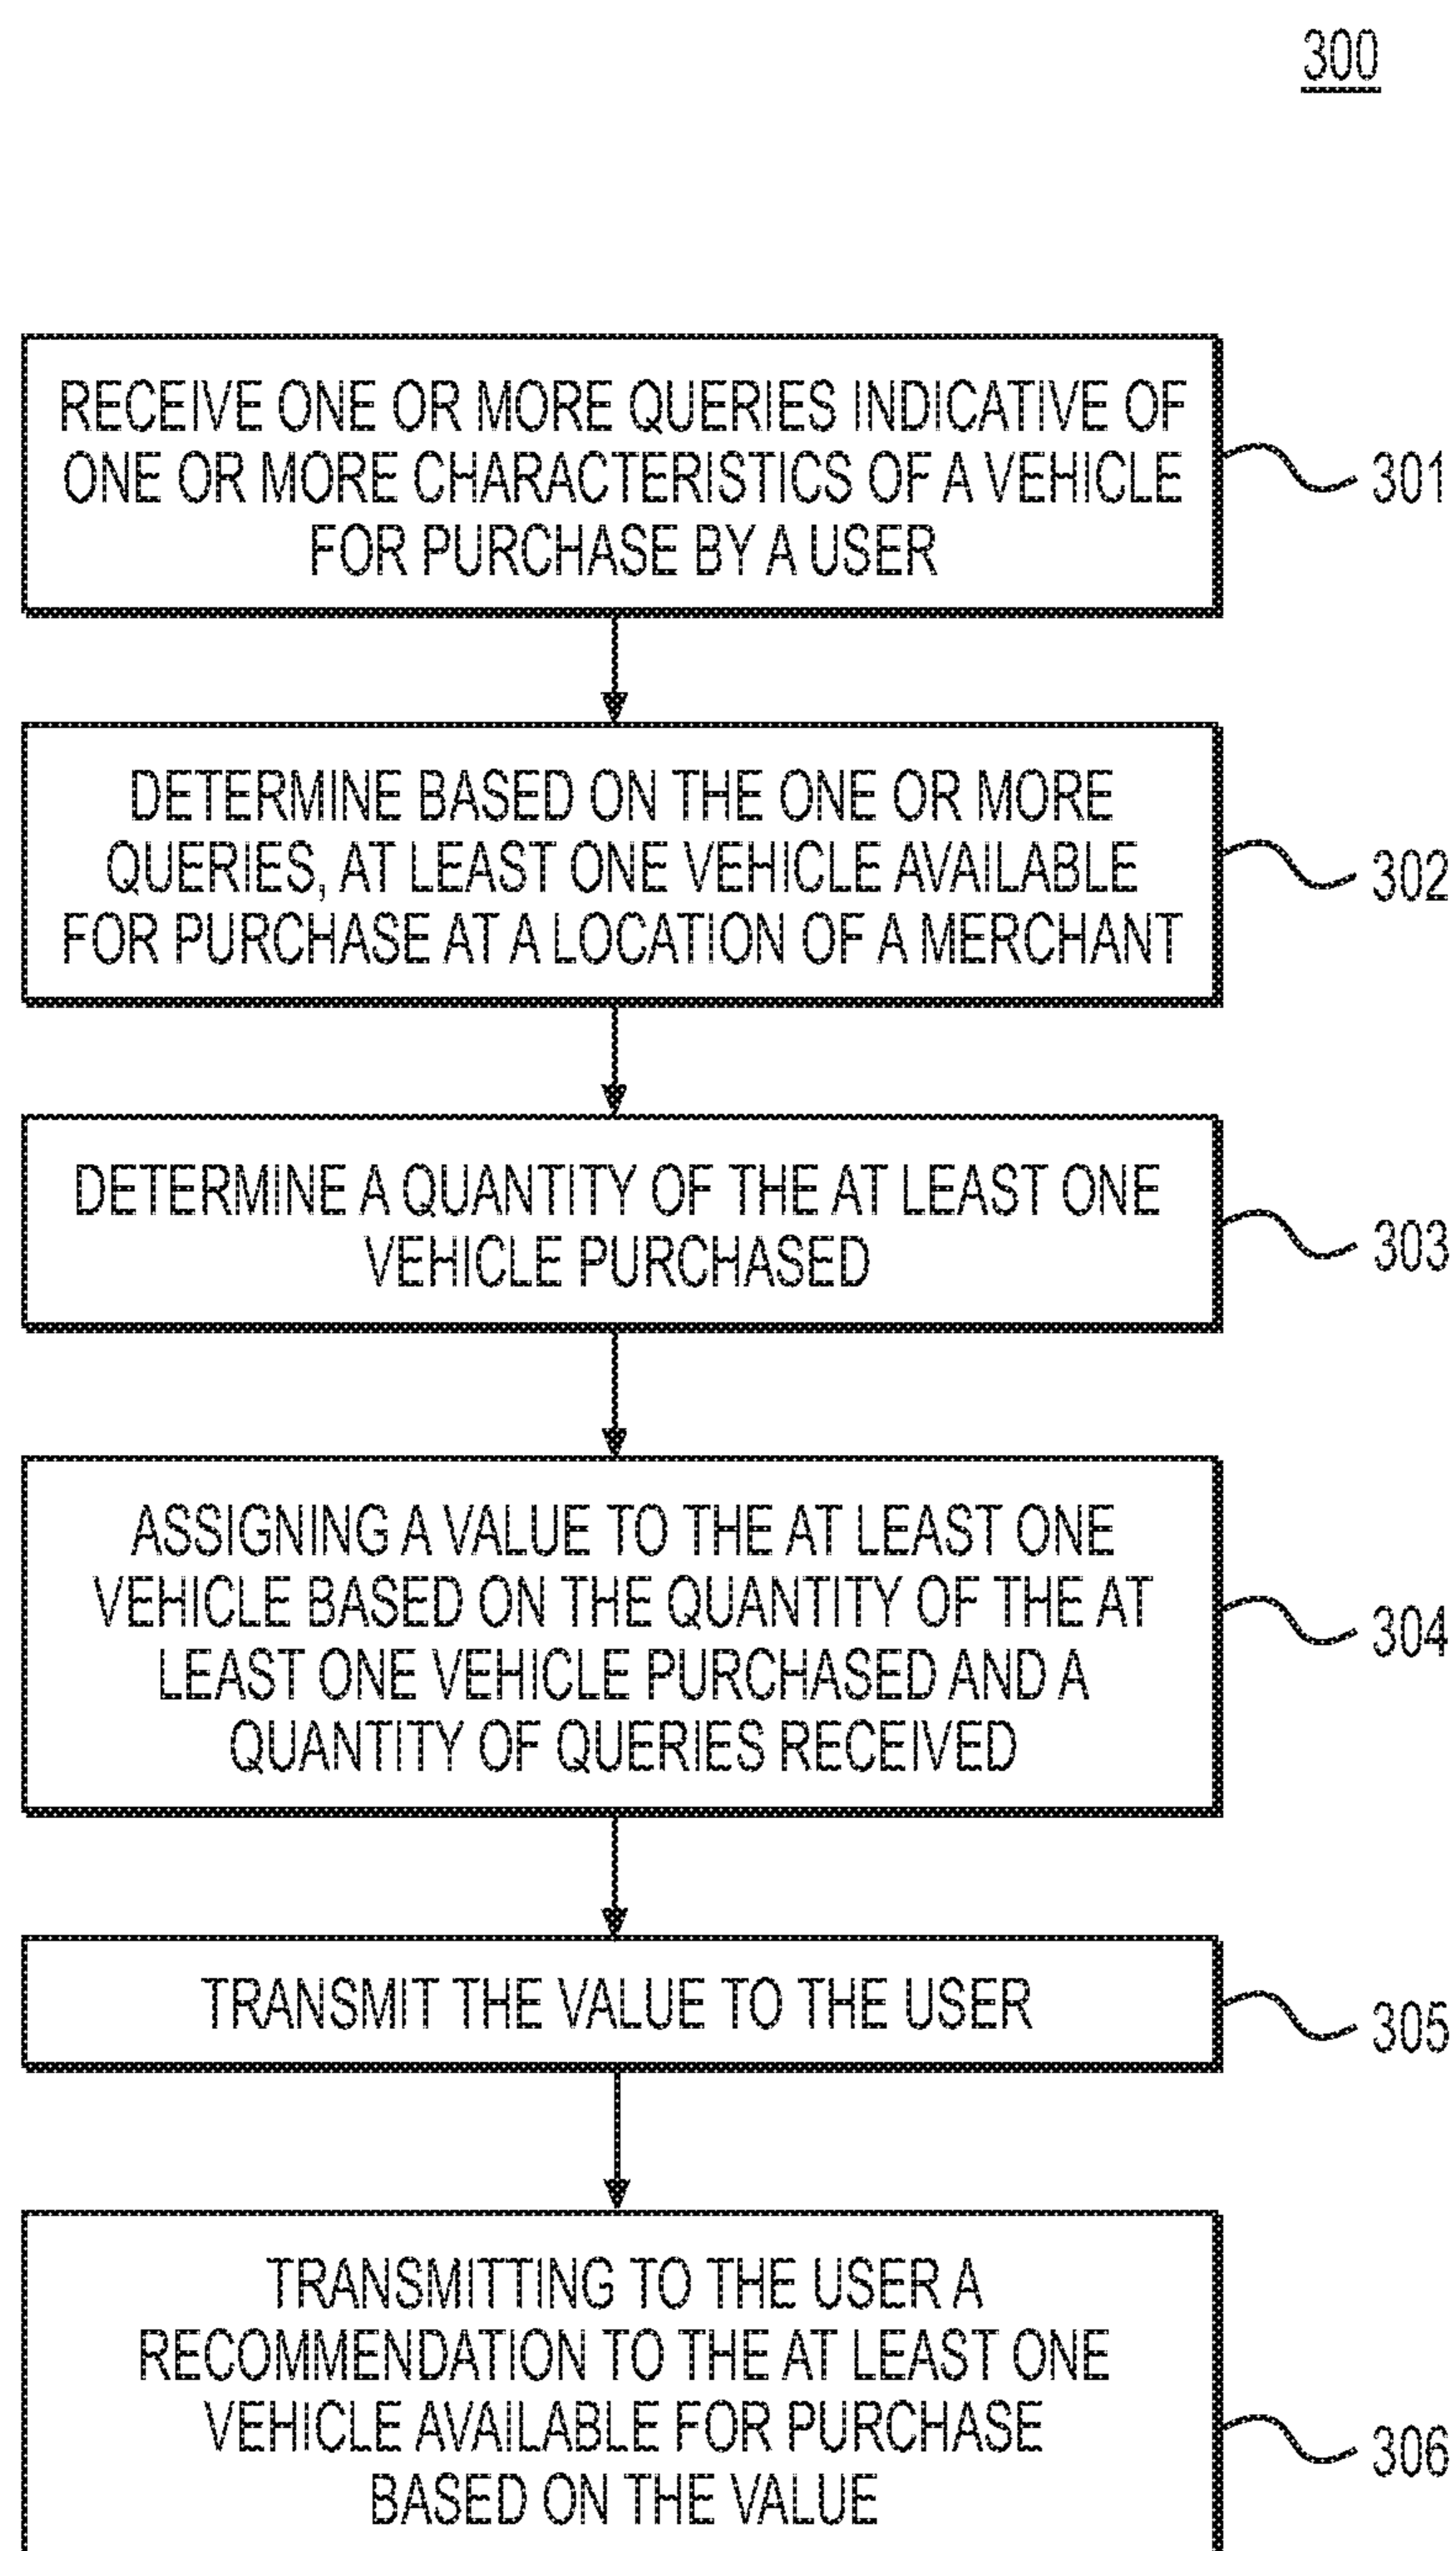 300
RECEIVE ONE OR MORE QUERIES INDICATIVE OF
ONE OR MORE CHARACTERISTICS OF A VEHICLE
FOR PURCHASE BY A USER
301
DETERMINE BASED ON THE ONE OR MORE
QUERIES, AT LEAST ONE VEHICLE AVAILABLE
FOR PURCHASE AT A LOCATION OF A MERCHANT
302
DETERMINE A QUANTITY OF THE AT LEAST ONE
VEHICLE PURCHASED
303
ASSIGNING A VALUE TO THE AT LEAST ONE
VEHICLE BASED ON THE QUANTITY OF THE AT
LEAST ONE VEHICLE PURCHASED AND A
QUANTITY OF QUERIES RECEIVED
304
TRANSMIT THE VALUE TO THE USER
305
TRANSMITTING TO THE USER A
RECOMMENDATION TO THE AT LEAST ONE
VEHICLE AVAILABLE FOR PURCHASE
BASED ON THE VALUE
306